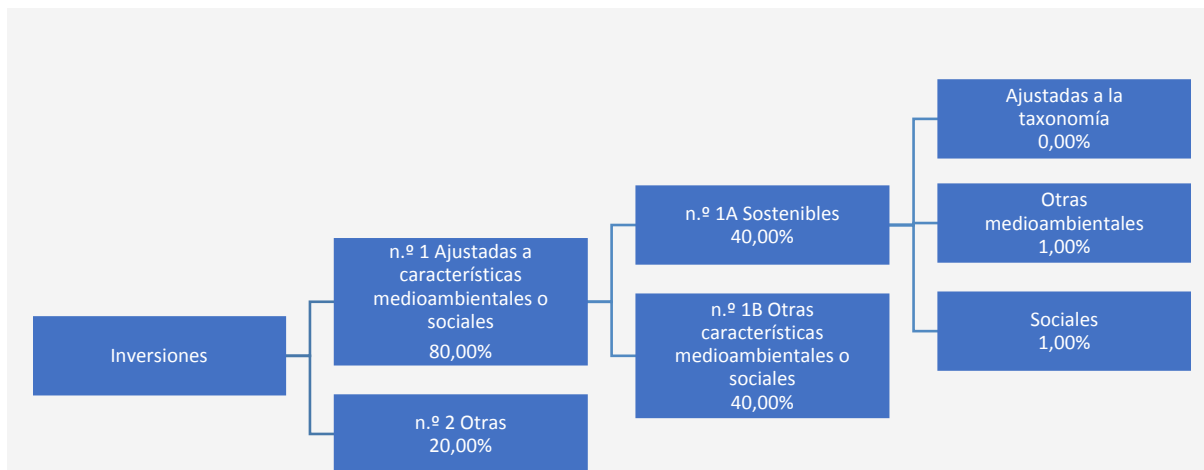 Inversiones
n.º 1 Ajustadas a
características
medioambientales o
sociales
80,00%
n.º 2 Otras
20,00%
n.º 1A Sostenibles
40,00%
n.º 1B Otras
características
medioambientales o
sociales
40,00%
Ajustadas a la
taxonomía
0,00%
Otras
medioambientales
1,00%
Sociales
1,00%